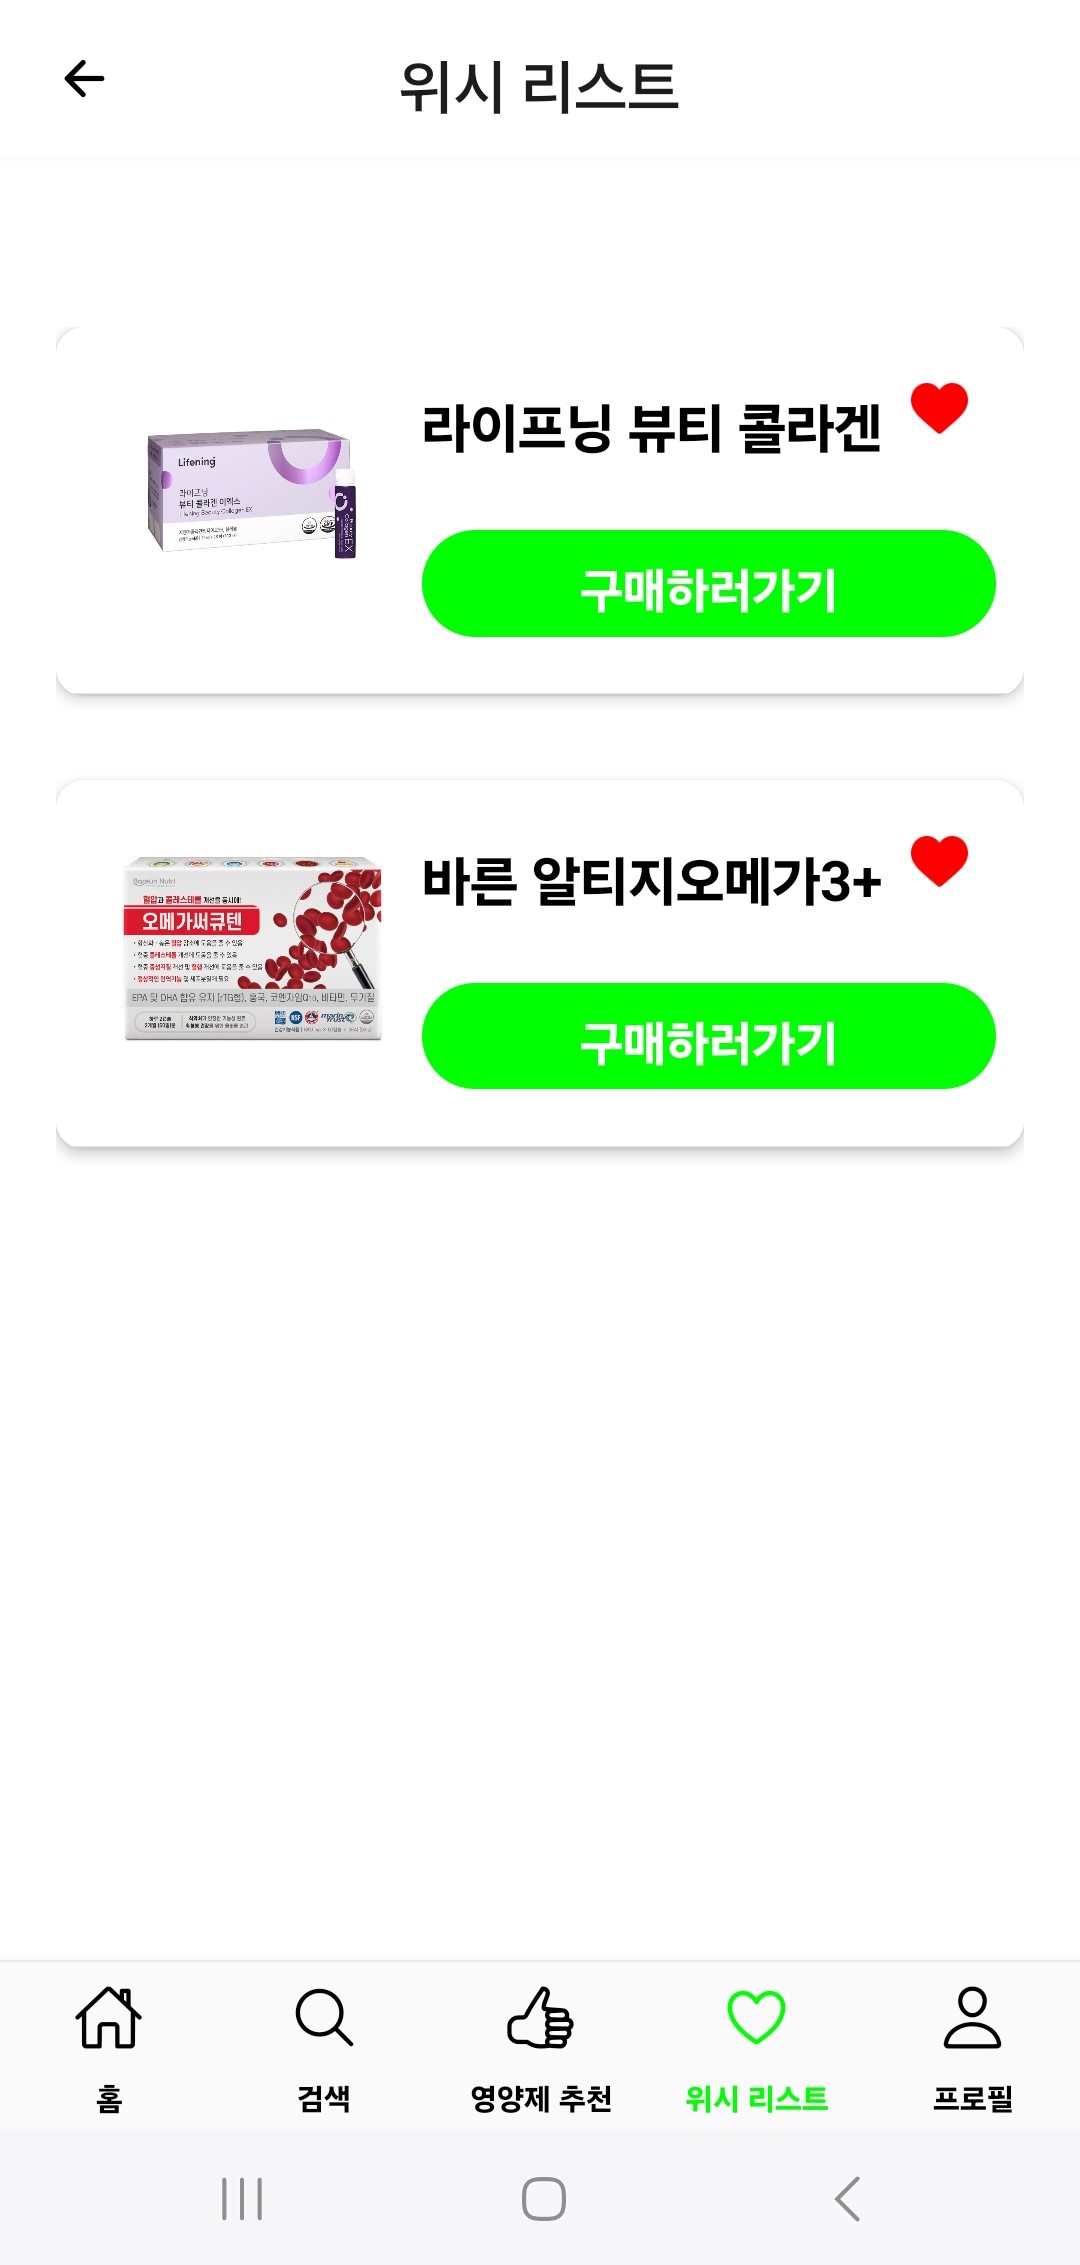 위시 리스트
라이프닝 뷰티 콜라겐
Lifening
라이프닝
뷰티 콜라겐 이엑스
Lifening Beauty Collagen EX
구매하러가기
바른 알티지오메가3+
혈압과 콜레스테롤 개선을 동시에!
오메가써큐텐
EPA 및 DHA 함유 유지 (rTG형), 홍국, 코엔자임Q10, 비타민, 무기질
NSF
구매하러가기
홈
검색
영양제 추천
위시 리스트
프로필